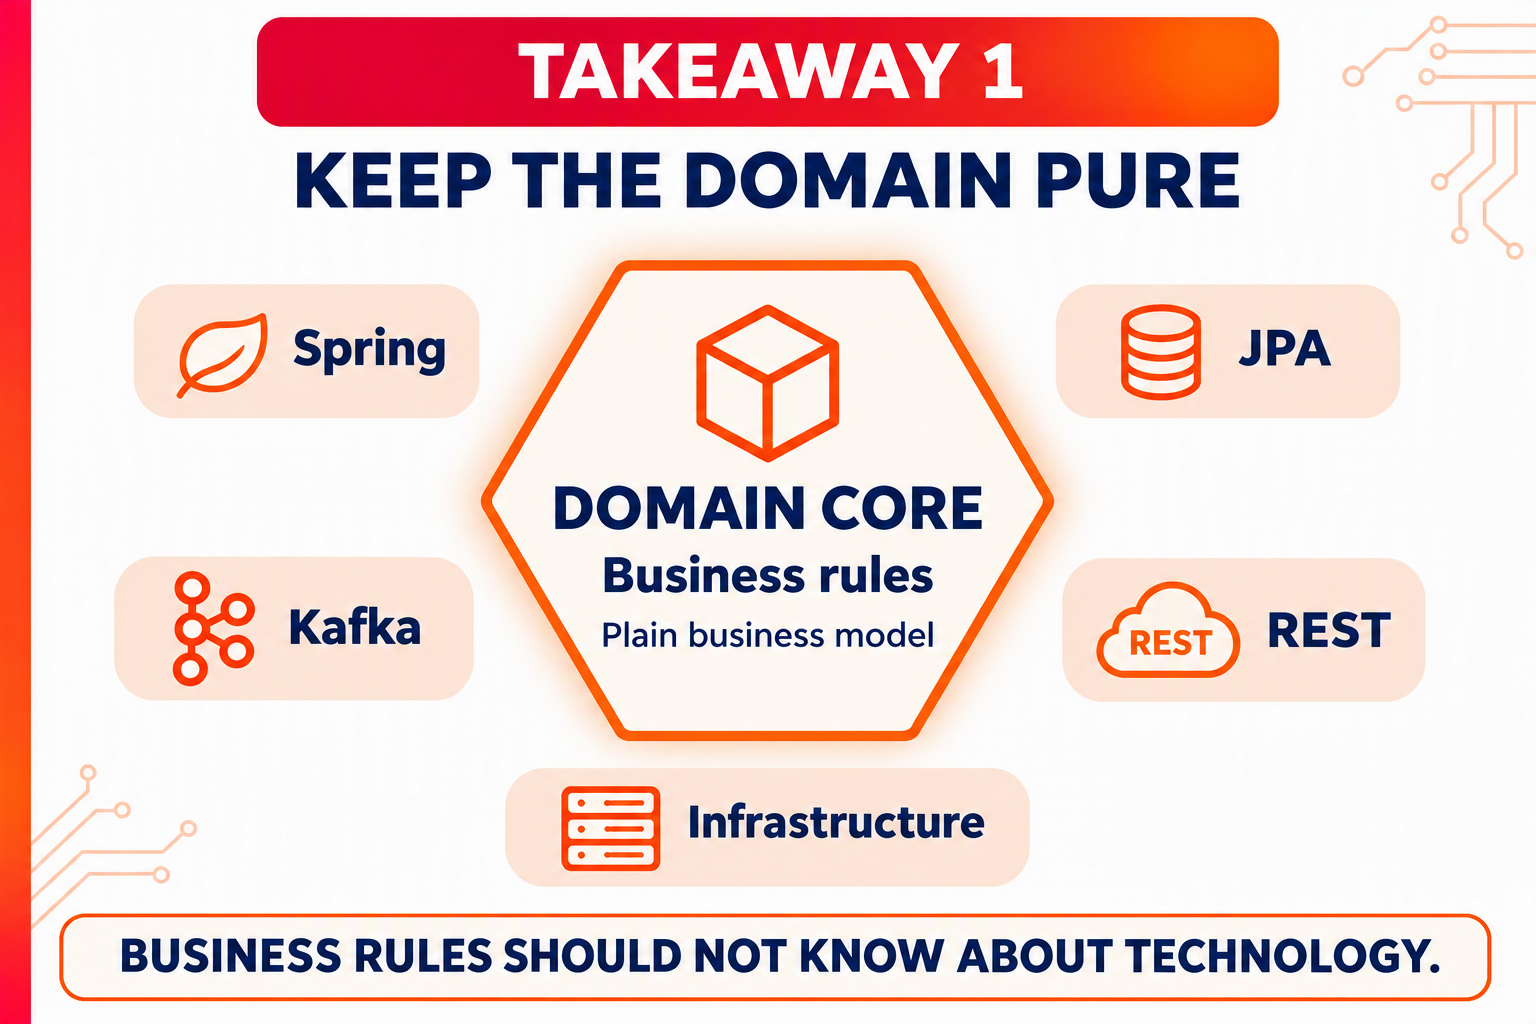 TAKEAWAY 1
KEEP THE DOMAIN PURE
Spring
JPA
DOMAIN CORE
Business rules
Plain business model
Kafka
REST
REST
Infrastructure
BUSINESS RULES SHOULD NOT KNOW ABOUT TECHNOLOGY.